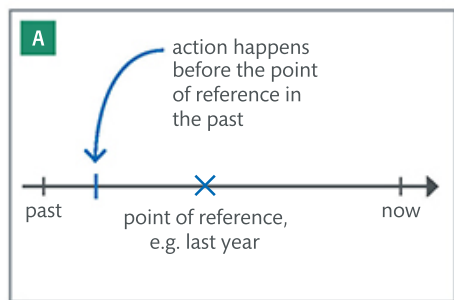 A
action happens
before the point
of reference in
the past
past
point of reference,
e.g. last year
now